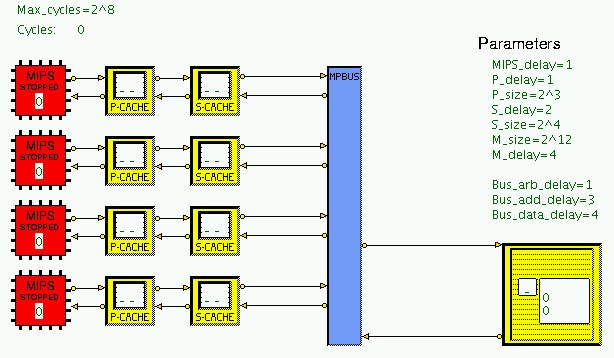 Max_cycles=2^8
Cycles: 0
Parameters
MIPS_delay=1
P_delay=1
P_size=2^3
S_delay=2
S_size=2^4
M_size=2^12
M_delay=4
Bus_arb_delay=1
Bus_add_delay=3
Bus_data_delay=4
MIPS
STOPPED
0
--
P-CACHE
--
S-CACHE
MPBUS
MIPS
STOPPED
0
--
P-CACHE
--
S-CACHE
MIPS
STOPPED
0
--
P-CACHE
--
S-CACHE
MIPS
STOPPED
0
--
P-CACHE
--
S-CACHE
-
0
0